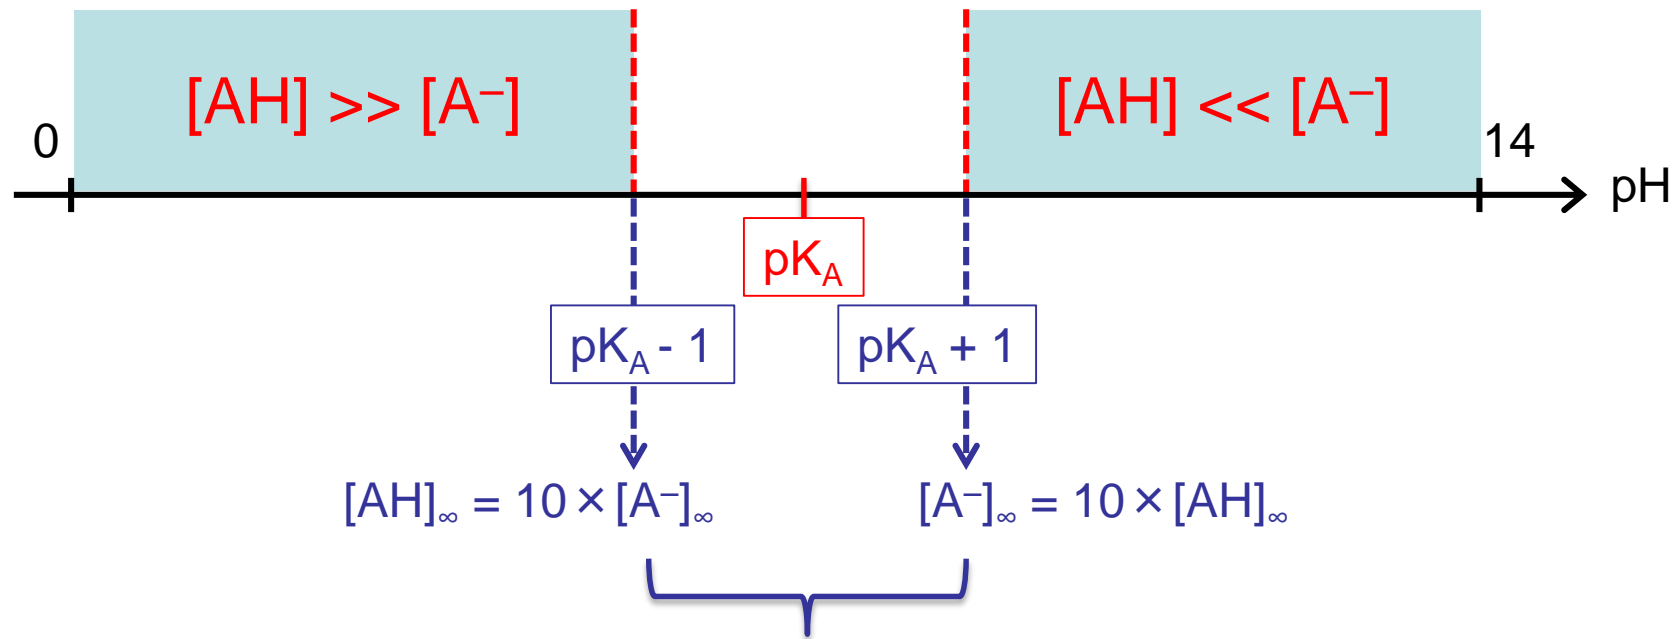 [AH] >> [A–]
[AH] << [A–]
0
14
pH
pKA
pKA - 1
pKA + 1
[AH]∞ = 10 × [A–]∞
[A–]∞ = 10 × [AH]∞